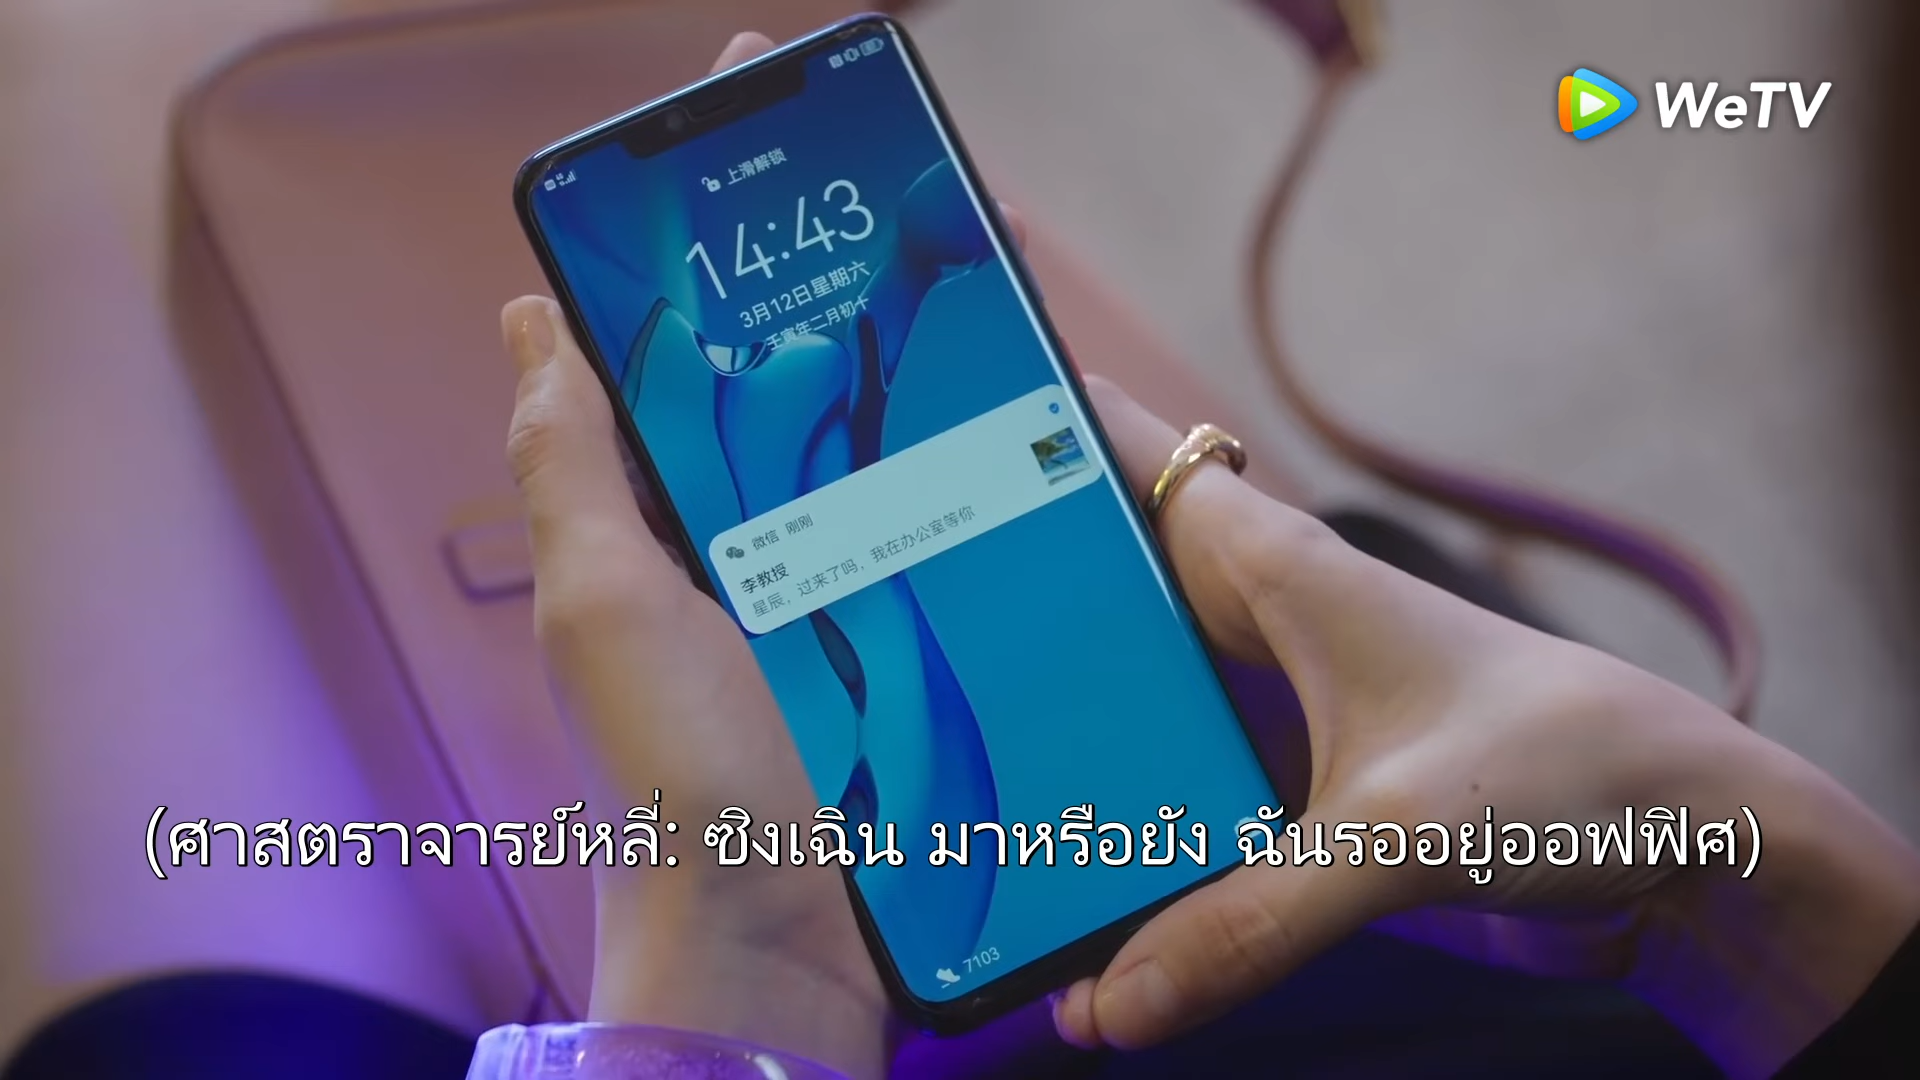 WeTV
上滑解锁
14:43
3月12日星期六
壬寅年二月初十
微信 刚刚
李教授
星辰，过来了吗，我在办公室等你
(ศาสตราจารย์หลี่: ซิงเฉิน มาหรือยัง ฉันรออยู่ออฟฟิศ)
7103